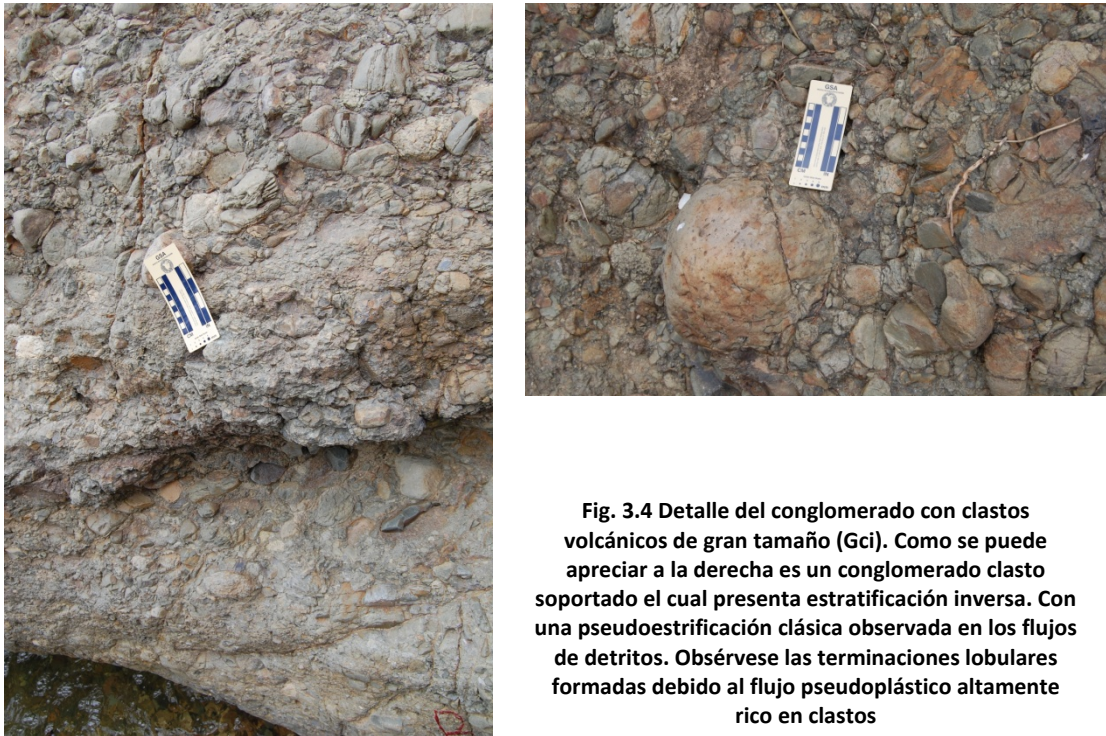 GSA
GSA
Fig. 3.4 Detalle del conglomerado con clastos
volcánicos de gran tamaño (Gci). Como se puede
apreciar a la derecha es un conglomerado clasto
soportado el cual presenta estratificación inversa. Con
una pseudoestrificación clásica observada en los flujos
de detritos. Obsérvese las terminaciones lobulares
formadas debido al flujo pseudoplástico altamente
rico en clastos